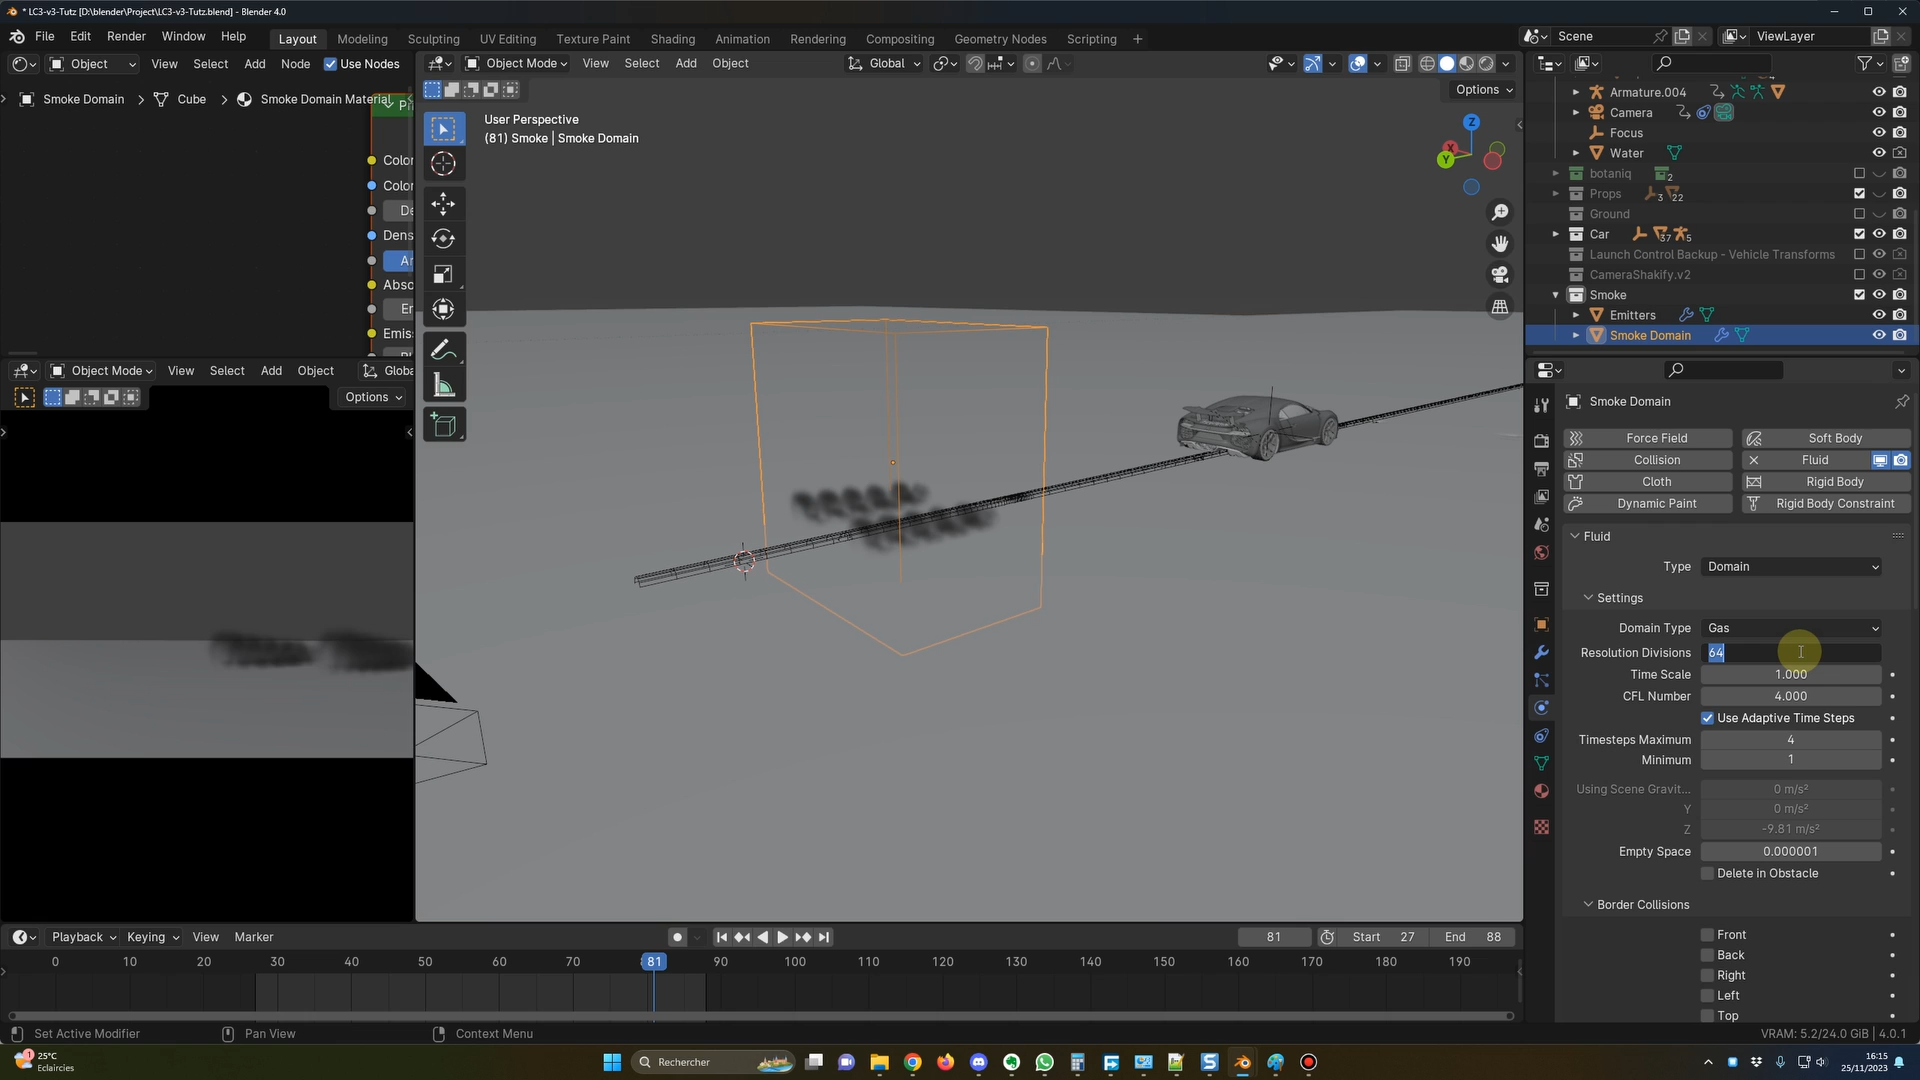 * LC3-v3-Tutz [D:\blender\Project\LC3-v3-Tutz.blend] - Blender 4.0
File Edit Render Window Help Layout Modeling Sculpting UV Editing Texture Paint Shading Animation Rendering Compositing Geometry Nodes Scripting + Scene ViewLayer
Object View Select Add Node Use Nodes Object Mode View Select Add Object Global
Smoke Domain > Cube > Smoke Domain Material
Options
User Perspective
(81) Smoke | Smoke Domain
Z
X
Y
Color
Color
De
Dens
Ar
Abso
Er
Emis
Armature.004
Camera
Focus
Water
botaniq 2
Props 3 22
Ground
Car 37 5
Launch Control Backup - Vehicle Transforms
CameraShakify.v2
Smoke
Emitters
Smoke Domain
Object Mode View Select Add Object Globa
Options
Smoke Domain
Force Field Soft Body
Collision Fluid
Cloth Rigid Body
Dynamic Paint Rigid Body Constraint
Fluid
Type Domain
Settings
Domain Type Gas
Resolution Divisions 64
Time Scale 1.000
CFL Number 4.000
Use Adaptive Time Steps
Timesteps Maximum 4
Minimum 1
Using Scene Gravit... 0 m/s²
Y 0 m/s²
Z -9.81 m/s²
Empty Space 0.000001
Delete in Obstacle
Border Collisions
Front
Back
Right
Left
Top
Playback Keying View Marker 81 Start 27 End 88
0 10 20 30 40 50 60 70 81 90 100 110 120 130 140 150 160 170 180 190
Set Active Modifier Pan View Context Menu VRAM: 5.2/24.0 GiB | 4.0.1
1 25°C
Eclaircies
Rechercher
16:15
25/11/2023